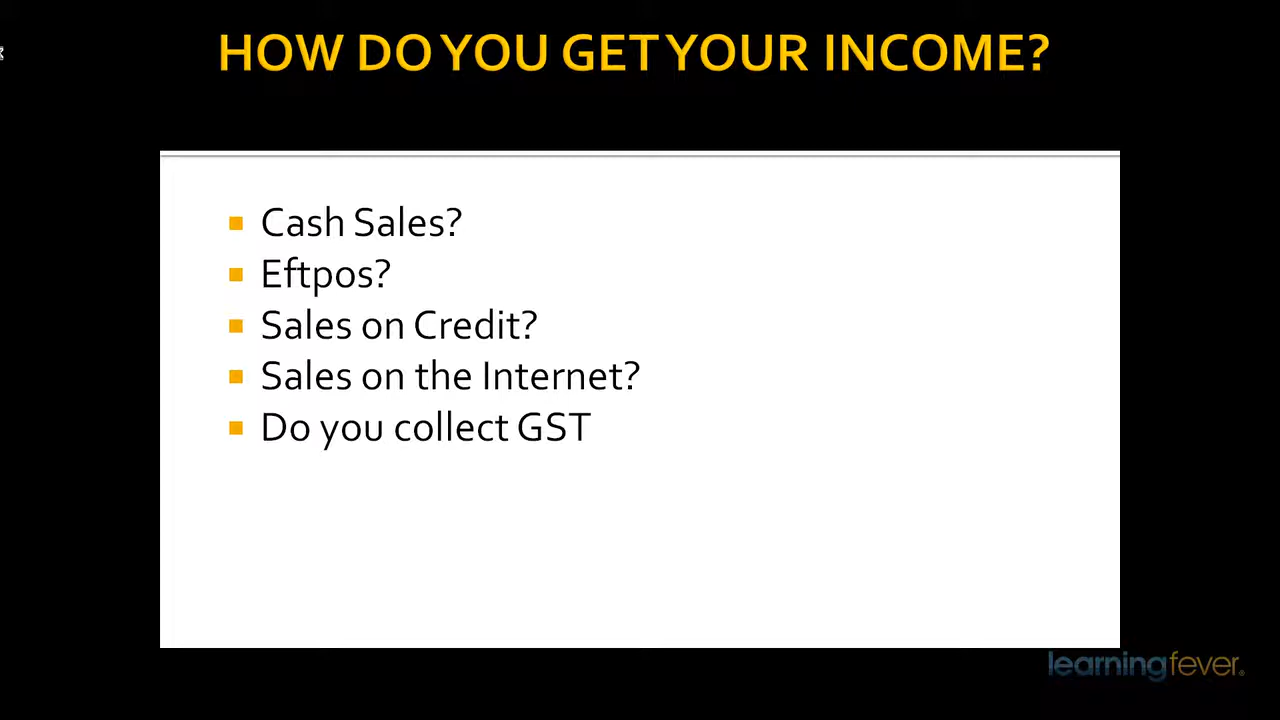 HOW DO YOU GET YOUR INCOME?
Cash Sales?
Eftpos?
Sales on Credit?
Sales on the Internet?
Do you collect GST
learningfever®